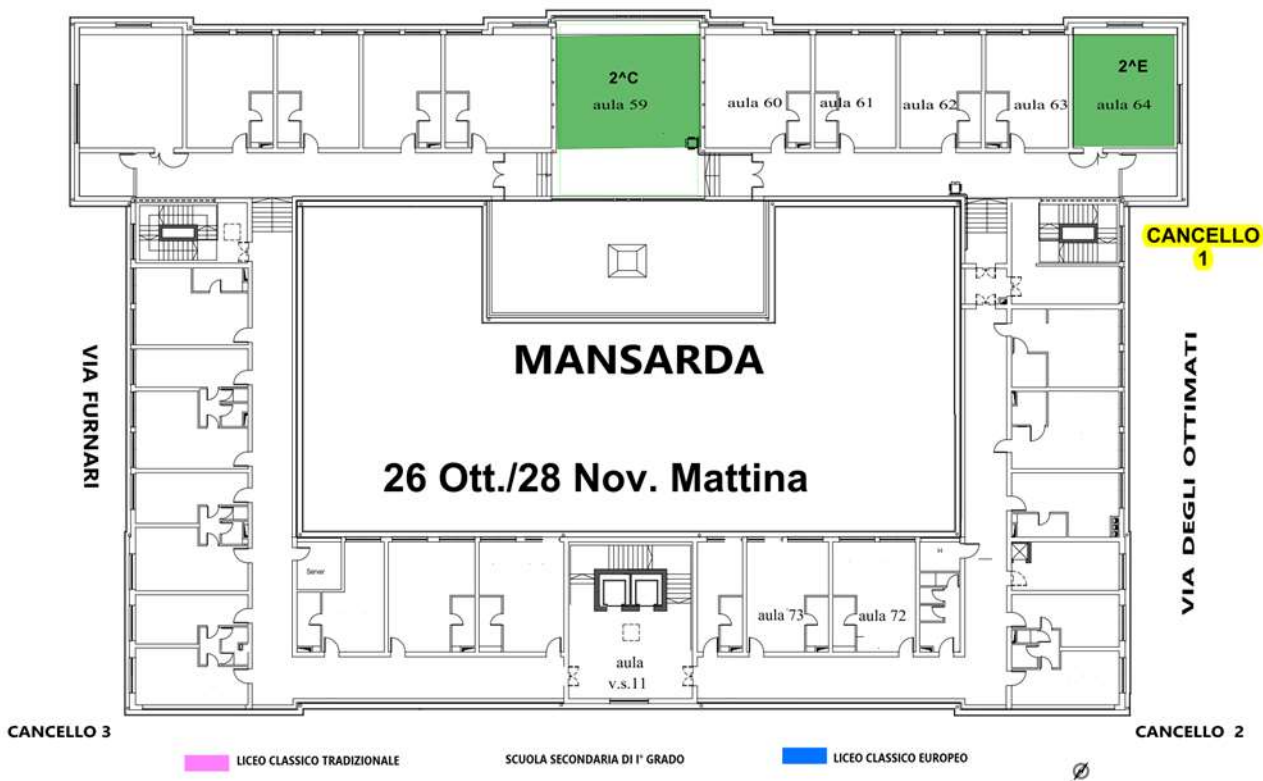 2^C
aula 59
aula 60
aula 61
aula 62
aula 63
2^E
aula 64
CANCELLO
1
MANSARDA
VIA FURNARI
VIA DEGLI OTTIMATI
26 Ott./28 Nov. Mattina
Server
H
aula 73
aula 72
aula
v.s.11
CANCELLO 3
CANCELLO 2
LICEO CLASSICO TRADIZIONALE
SCUOLA SECONDARIA DI I° GRADO
LICEO CLASSICO EUROPEO